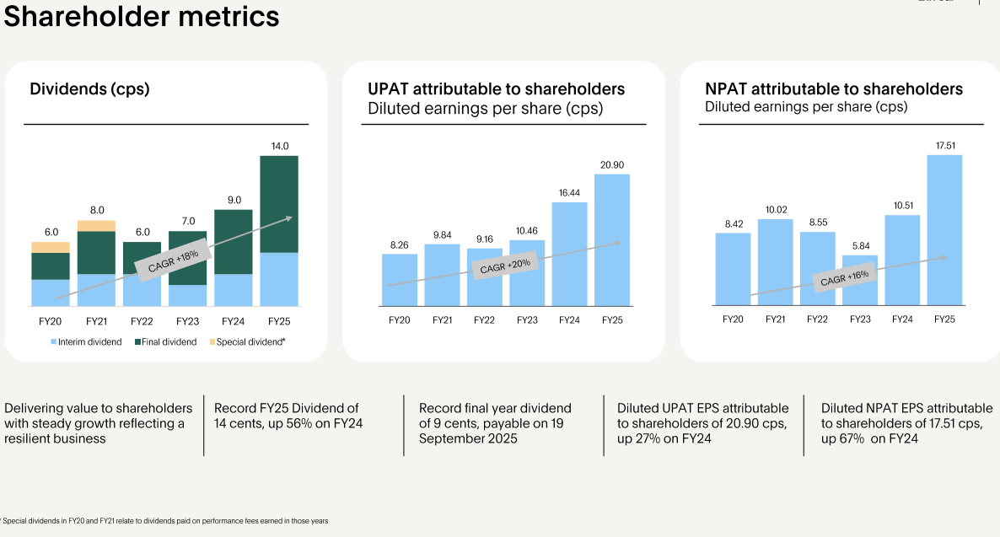 Shareholder metrics
Dividends (cps)
14.0
9.0
8.0
7.0
6.0
6.0
CAGR +18%
FY20 FY21 FY22 FY23 FY24 FY25
Interim dividend Final dividend Special dividend*
UPAT attributable to shareholders
Diluted earnings per share (cps)
20.90
16.44
10.46
9.84
9.16
8.26
CAGR +20%
FY20 FY21 FY22 FY23 FY24 FY25
NPAT attributable to shareholders
Diluted earnings per share (cps)
17.51
10.51
10.02
8.55
8.42
5.84
CAGR +16%
FY20 FY21 FY22 FY23 FY24 FY25
Delivering value to shareholders
with steady growth reflecting a
resilient business
Record FY25 Dividend of
14 cents, up 56% on FY24
Record final year dividend
of 9 cents, payable on 19
September 2025
Diluted UPAT EPS attributable
to shareholders of 20.90 cps,
up 27% on FY24
Diluted NPAT EPS attributable
to shareholders of 17.51 cps,
up 67% on FY24
* Special dividends in FY20 and FY21 relate to dividends paid on performance fees earned in those years